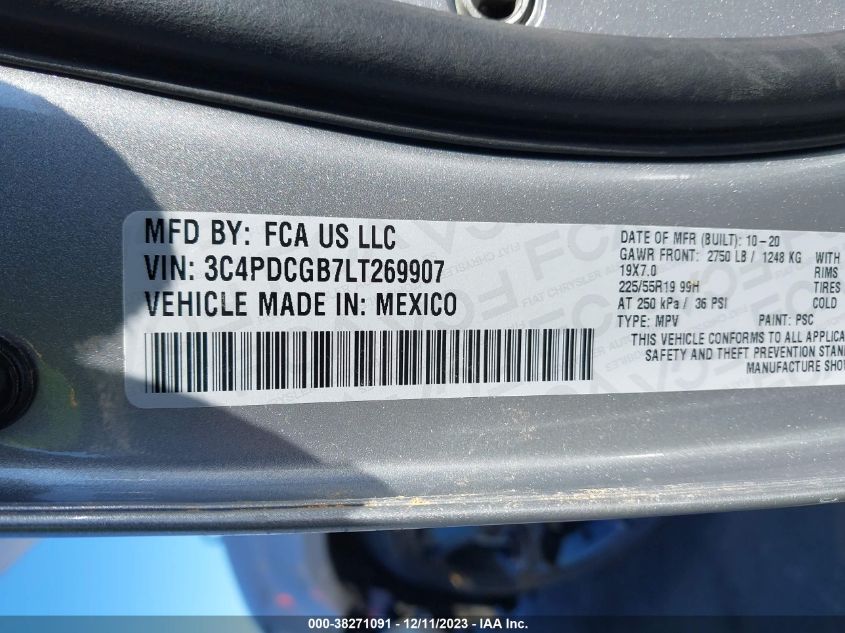 MFD BY: FCA US LLC
VIN: 3C4PDCGB7LT269907
VEHICLE MADE IN: MEXICO
DATE OF MFR (BUILT): 10-20
GAWR FRONT: 2750 LB / 1248 KG WITH
19X7.0 RIMS
225/55R19 99H TIRES
AT 250 kPa / 36 PSI COLD
TYPE: MPV PAINT: PSC
THIS VEHICLE CONFORMS TO ALL
SAFETY AND THEFT PREVENTION
MANUFACTURE
000-38271091 - 12/11/2023 - IAA Inc.